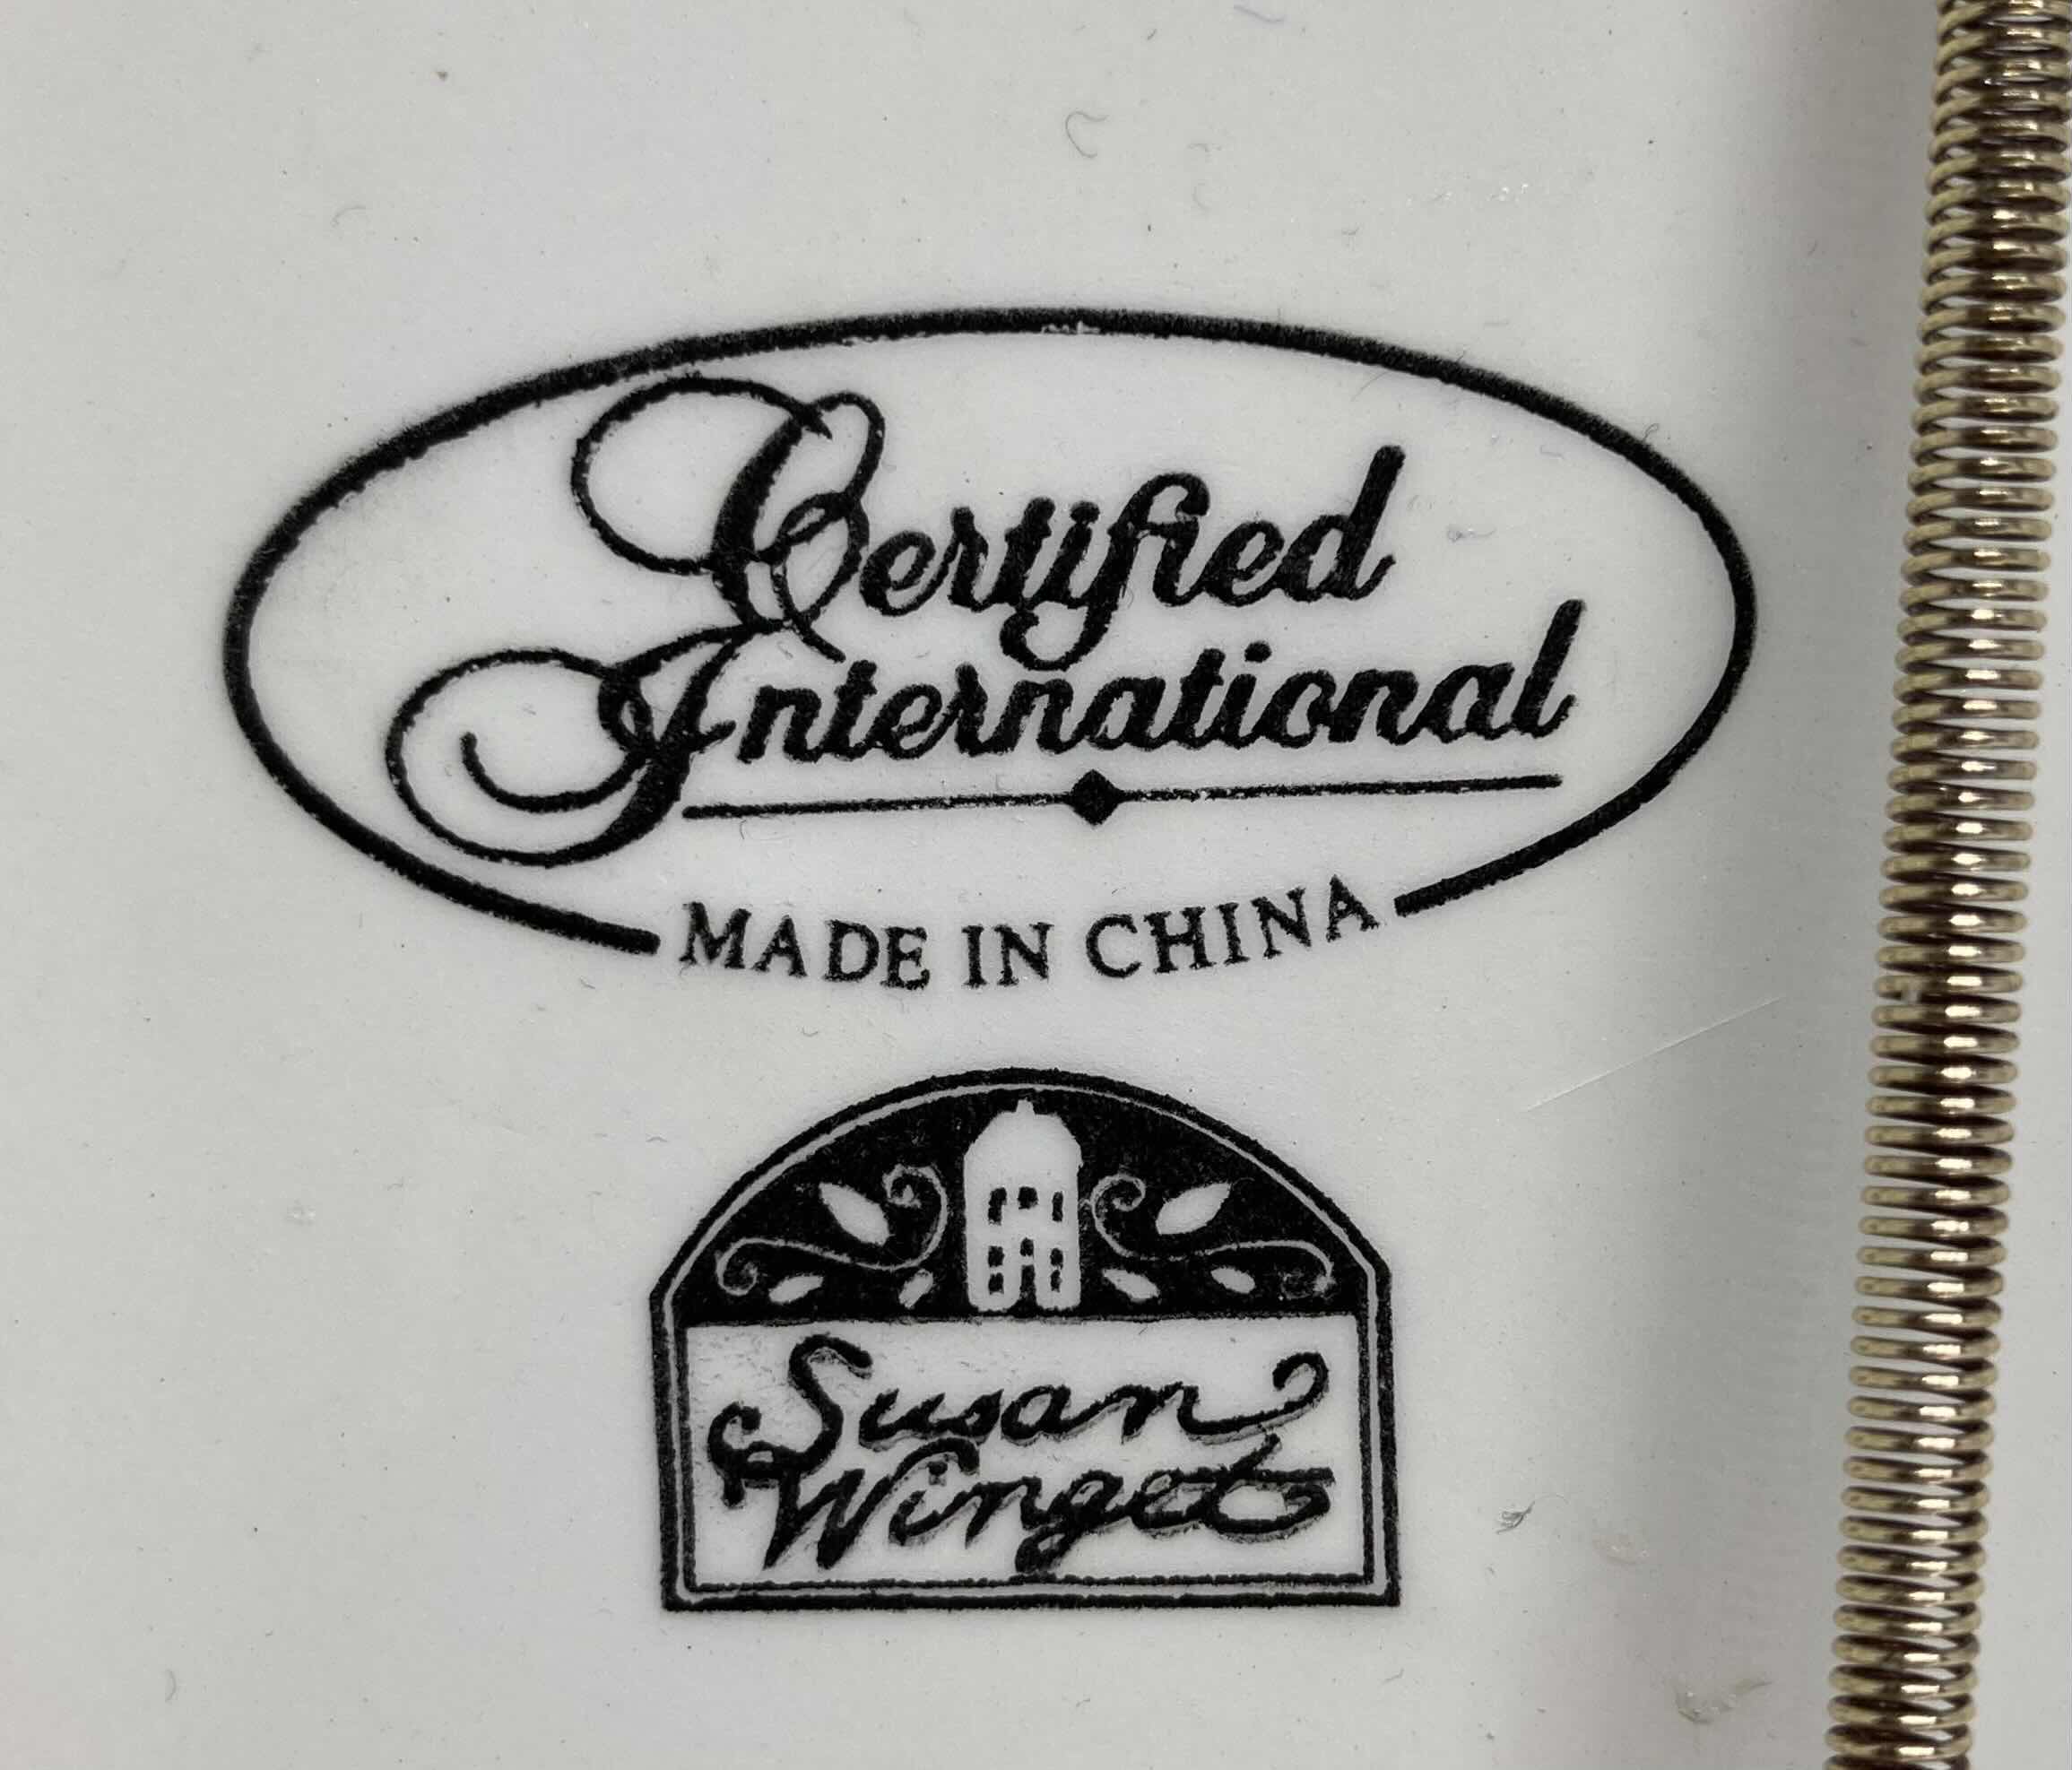 Certified
International
MADE IN CHINA
Susan
Winget